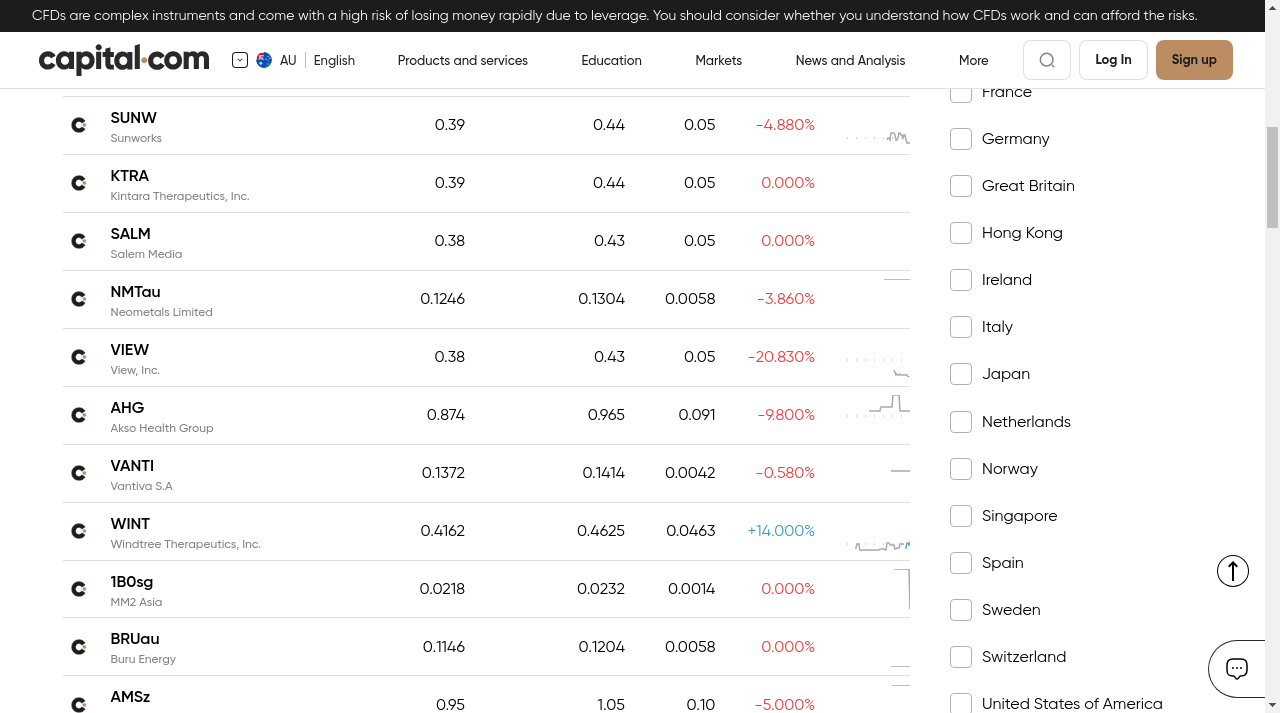 CFDs are complex instruments and come with a high risk of losing money rapidly due to leverage. You should consider whether you understand how CFDs work and can afford the risks.
capital.com AU English Products and services Education Markets News and Analysis More Log In Sign up
SUNW 0.39 0.44 0.05 -4.880%
Sunworks
KTRA 0.39 0.44 0.05 0.000%
Kintara Therapeutics, Inc.
SALM 0.38 0.43 0.05 0.000%
Salem Media
NMTau 0.1246 0.1304 0.0058 -3.860%
Neometals Limited
VIEW 0.38 0.43 0.05 -20.830%
View, Inc.
AHG 0.874 0.965 0.091 -9.800%
Akso Health Group
VANTI 0.1372 0.1414 0.0042 -0.580%
Vantiva S.A
WINT 0.4162 0.4625 0.0463 +14.000%
Windtree Therapeutics, Inc.
1B0sg 0.0218 0.0232 0.0014 0.000%
MM2 Asia
BRUau 0.1146 0.1204 0.0058 0.000%
Buru Energy
AMSz 0.95 1.05 0.10 -5.000%
France
Germany
Great Britain
Hong Kong
Ireland
Italy
Japan
Netherlands
Norway
Singapore
Spain
Sweden
Switzerland
United States of America